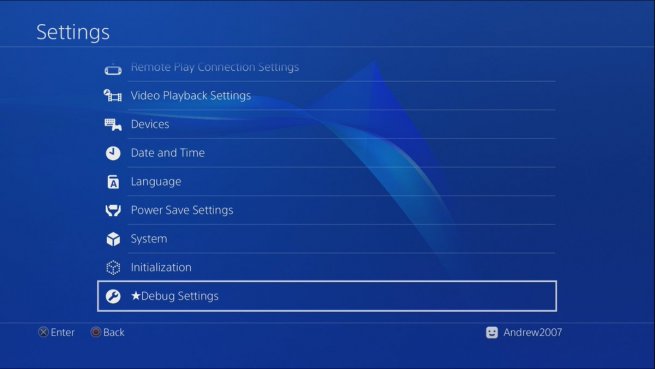 Settings
Remote Play Connection Settings
Video Playback Settings
Devices
Date and Time
Language
Power Save Settings
System
Initialization
★Debug Settings
Enter Back Andrew2007